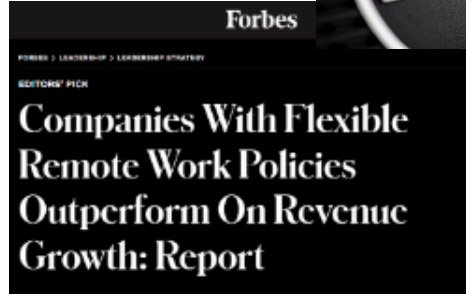 Forbes
FORBES > LEADERSHIP > LEADERSHIP STRATEGY
EDITORS' PICK
Companies With Flexible
Remote Work Policies
Outperform On Revenue
Growth: Report